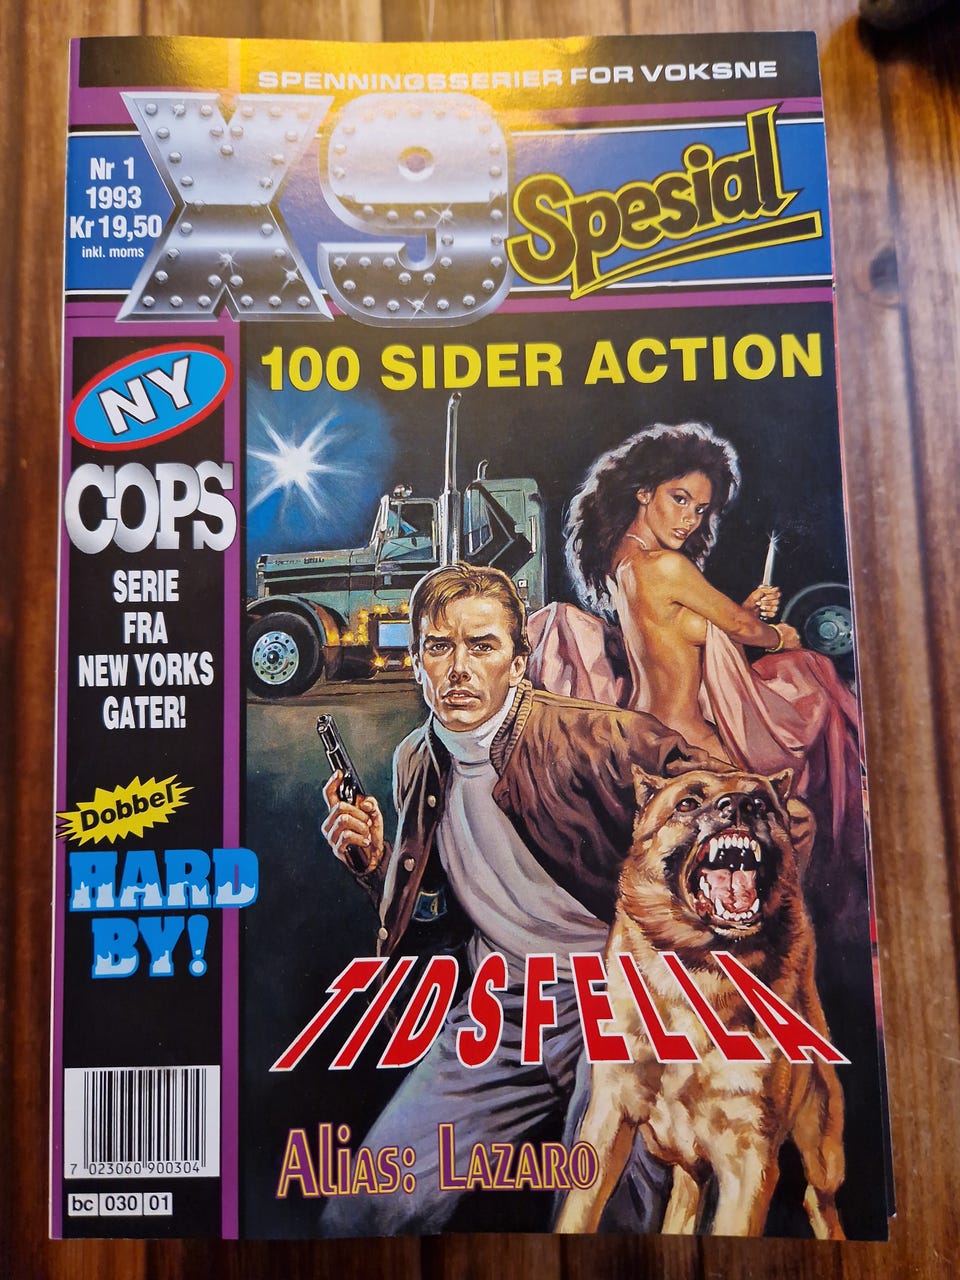 SPENNINGSSERIER FOR VOKSNE
X9
Spesial
Nr 1
1993
Kr 19,50
inkl. moms
100 SIDER ACTION
NY
COPS
SERIE
FRA
NEW YORKS
GATER!
Dobbel
HARD
BY!
TIDSFELLA
Alias: Lazaro
7 023060 900304
bc 030 01